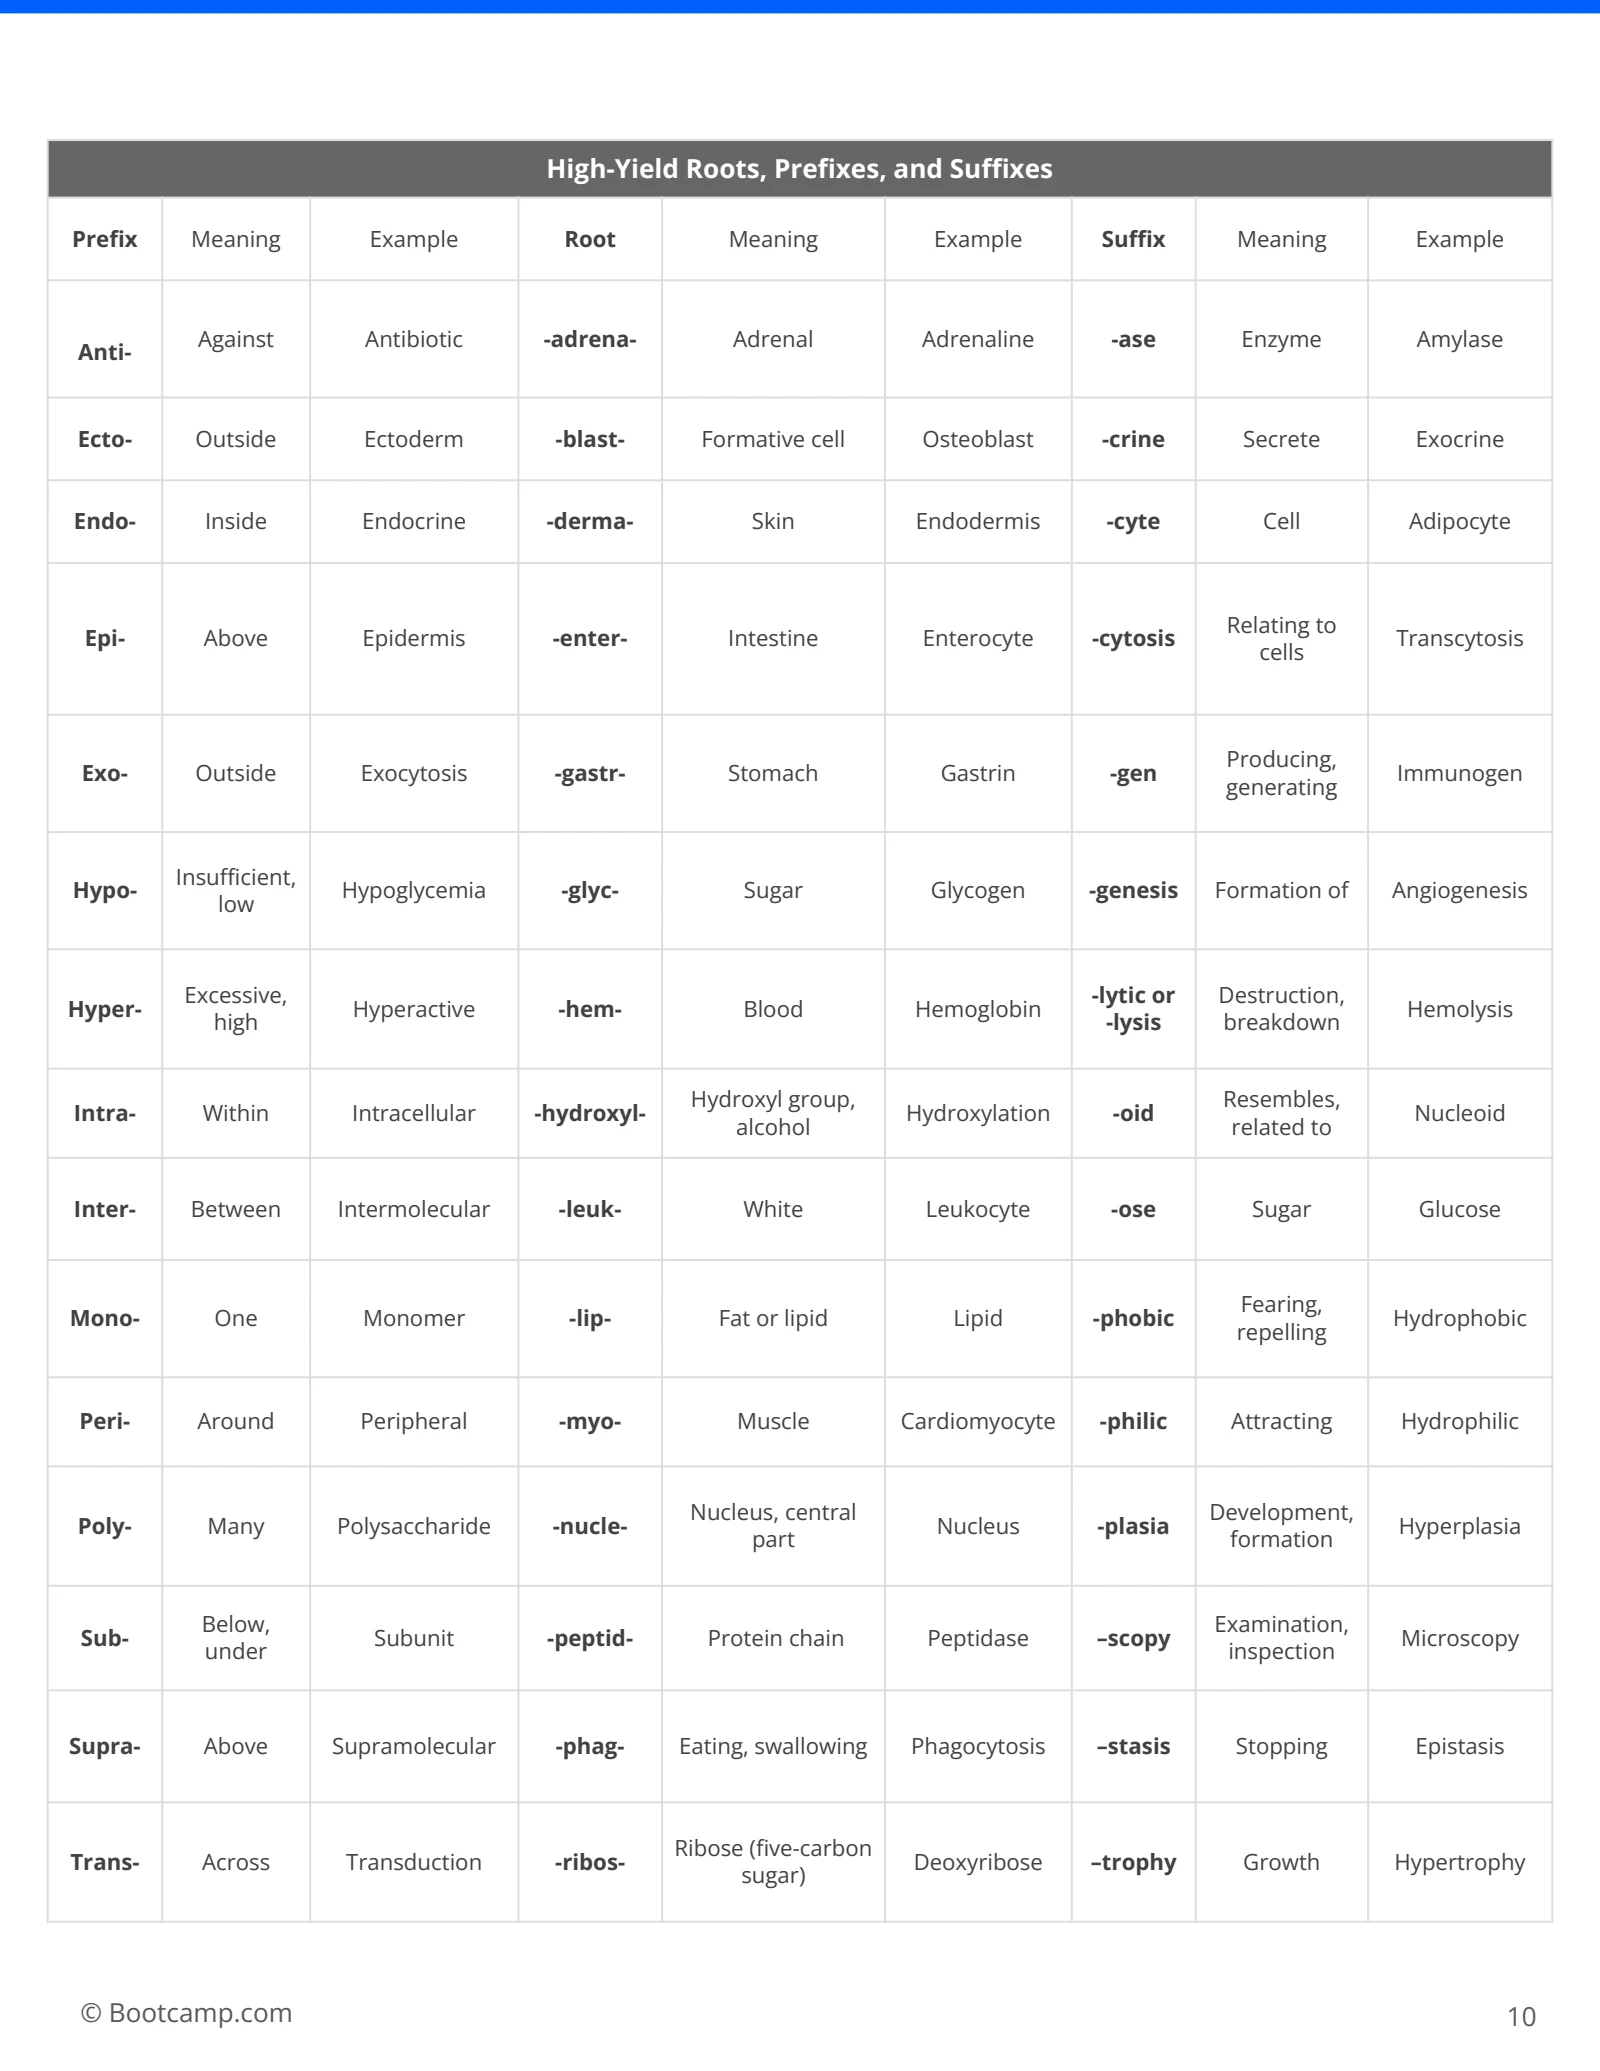 High-Yield Roots, Prefixes, and Suffixes
Prefix Meaning Example Root Meaning Example Suffix Meaning Example
Anti- Against Antibiotic -adrena- Adrenal Adrenaline -ase Enzyme Amylase
Ecto- Outside Ectoderm -blast- Formative cell Osteoblast -crine Secrete Exocrine
Endo- Inside Endocrine -derma- Skin Endodermis -cyte Cell Adipocyte
Epi- Above Epidermis -enter- Intestine Enterocyte -cytosis Relating to cells Transcytosis
Exo- Outside Exocytosis -gastr- Stomach Gastrin -gen Producing, generating Immunogen
Hypo- Insufficient, low Hypoglycemia -glyc- Sugar Glycogen -genesis Formation of Angiogenesis
Hyper- Excessive, high Hyperactive -hem- Blood Hemoglobin -lytic or -lysis Destruction, breakdown Hemolysis
Intra- Within Intracellular -hydroxyl- Hydroxyl group, alcohol Hydroxylation -oid Resembles, related to Nucleoid
Inter- Between Intermolecular -leuk- White Leukocyte -ose Sugar Glucose
Mono- One Monomer -lip- Fat or lipid Lipid -phobic Fearing, repelling Hydrophobic
Peri- Around Peripheral -myo- Muscle Cardiomyocyte -philic Attracting Hydrophilic
Poly- Many Polysaccharide -nucle- Nucleus, central part Nucleus -plasia Development, formation Hyperplasia
Sub- Below, under Subunit -peptid- Protein chain Peptidase –scopy Examination, inspection Microscopy
Supra- Above Supramolecular -phag- Eating, swallowing Phagocytosis –stasis Stopping Epistasis
Trans- Across Transduction -ribos- Ribose (five-carbon sugar) Deoxyribose –trophy Growth Hypertrophy
© Bootcamp.com 10